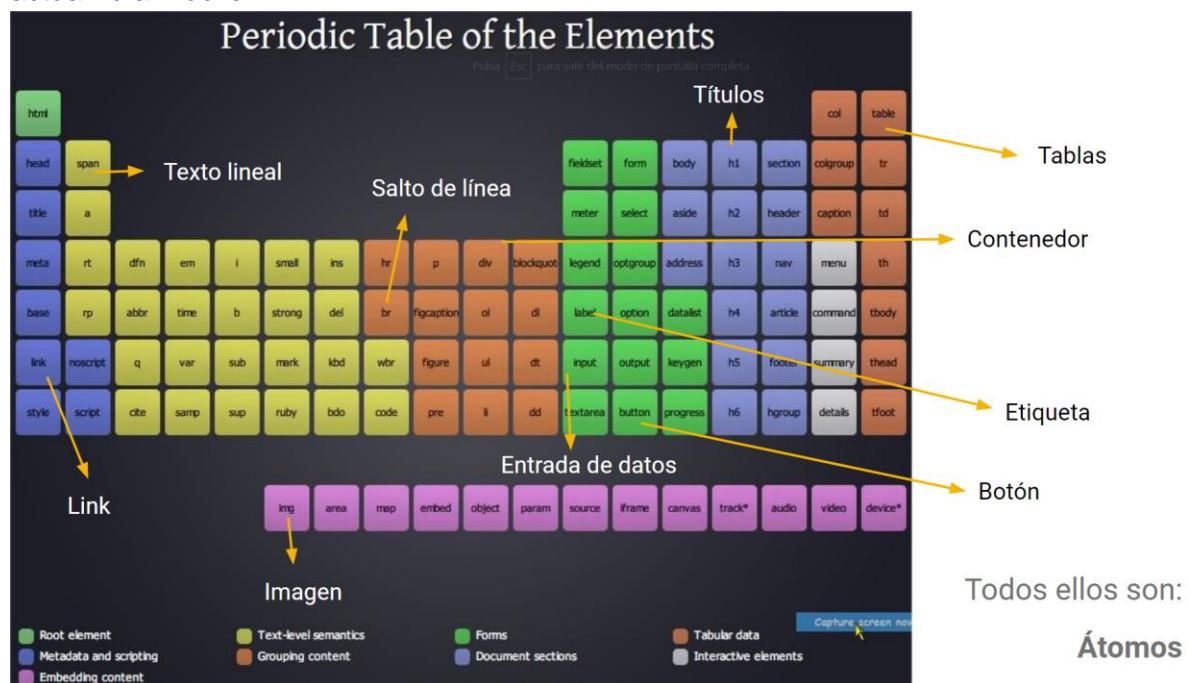 Periodic Table of the Elements
Pulsa Esc para salir del modo de pantalla completa
Títulos
html col table
Tablas
head span fieldset form body h1 section colgroup tr
Texto lineal
Salto de línea
title a meter select aside h2 header caption td
Contenedor
meta rt dfn em i small ins hr p div blockquot legend optgroup address h3 nav menu th
base rp abbr time b strong del br figcaption ol dl label option datalist h4 article command tbody
link noscript q var sub mark kbd wbr figure ul dt input output keygen h5 footer summary thead
style script cite samp sup ruby bdo code pre li dd textarea button progress h6 hgroup details tfoot
Etiqueta
Entrada de datos
Botón
Link
img area map embed object param source iframe canvas track* audio video device*
Imagen
Todos ellos son:
Capture screen now
Átomos
Root element Text-level semantics Forms Tabular data
Metadata and scripting Grouping content Document sections Interactive elements
Embedding content